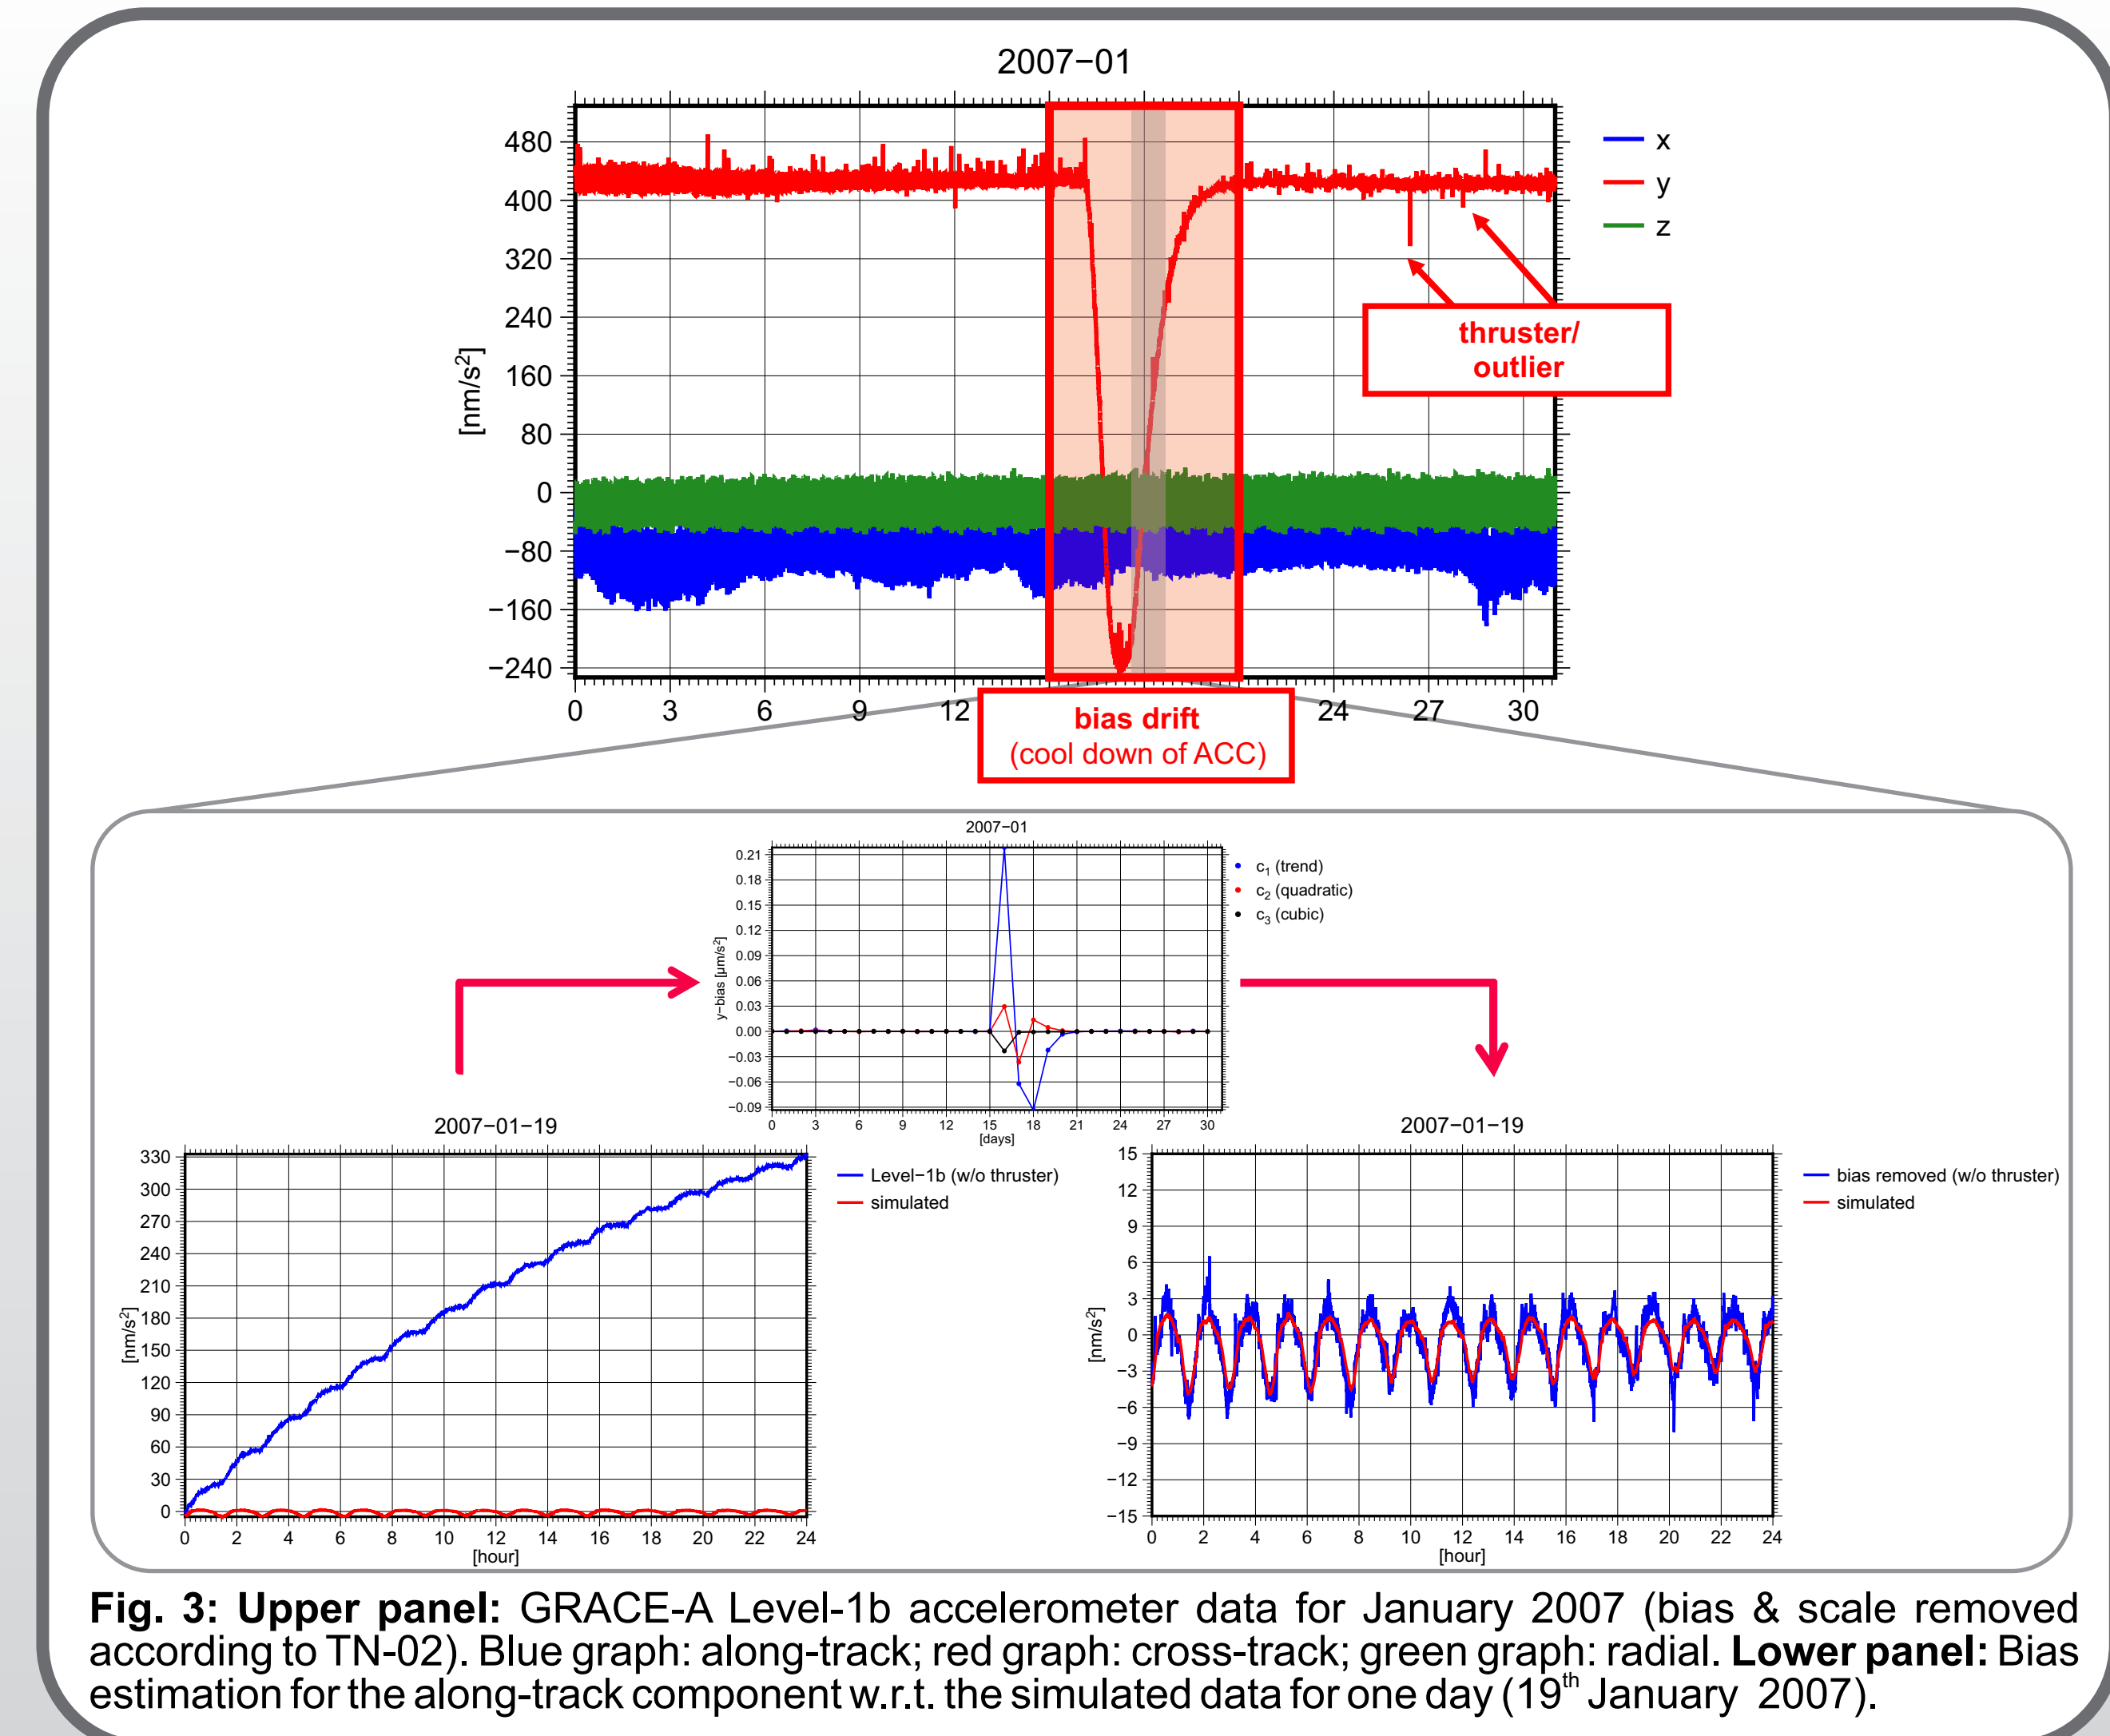 2007−01
480
400
320
240
160
80
0
−80
−160
−240
[nm/s²]
x
y
z
thruster/
outlier
0 3 6 9 12 24 27 30
bias drift
(cool down of ACC)
2007−01
0.21
0.18
0.15
0.12
0.09
0.06
0.03
0.00
−0.03
−0.06
−0.09
y−bias [µm/s²]
c₁ (trend)
c₂ (quadratic)
c₃ (cubic)
0 3 6 9 12 15 18 21 24 27 30
[days]
2007−01−19
330
300
270
240
210
180
150
120
90
60
30
0
[nm/s²]
Level−1b (w/o thruster)
simulated
0 2 4 6 8 10 12 14 16 18 20 22 24
[hour]
2007−01−19
15
12
9
6
3
0
−3
−6
−9
−12
−15
[nm/s²]
bias removed (w/o thruster)
simulated
0 2 4 6 8 10 12 14 16 18 20 22 24
[hour]
Fig. 3: Upper panel: GRACE-A Level-1b accelerometer data for January 2007 (bias & scale removed
according to TN-02). Blue graph: along-track; red graph: cross-track; green graph: radial. Lower panel: Bias
estimation for the along-track component w.r.t. the simulated data for one day (19th January 2007).